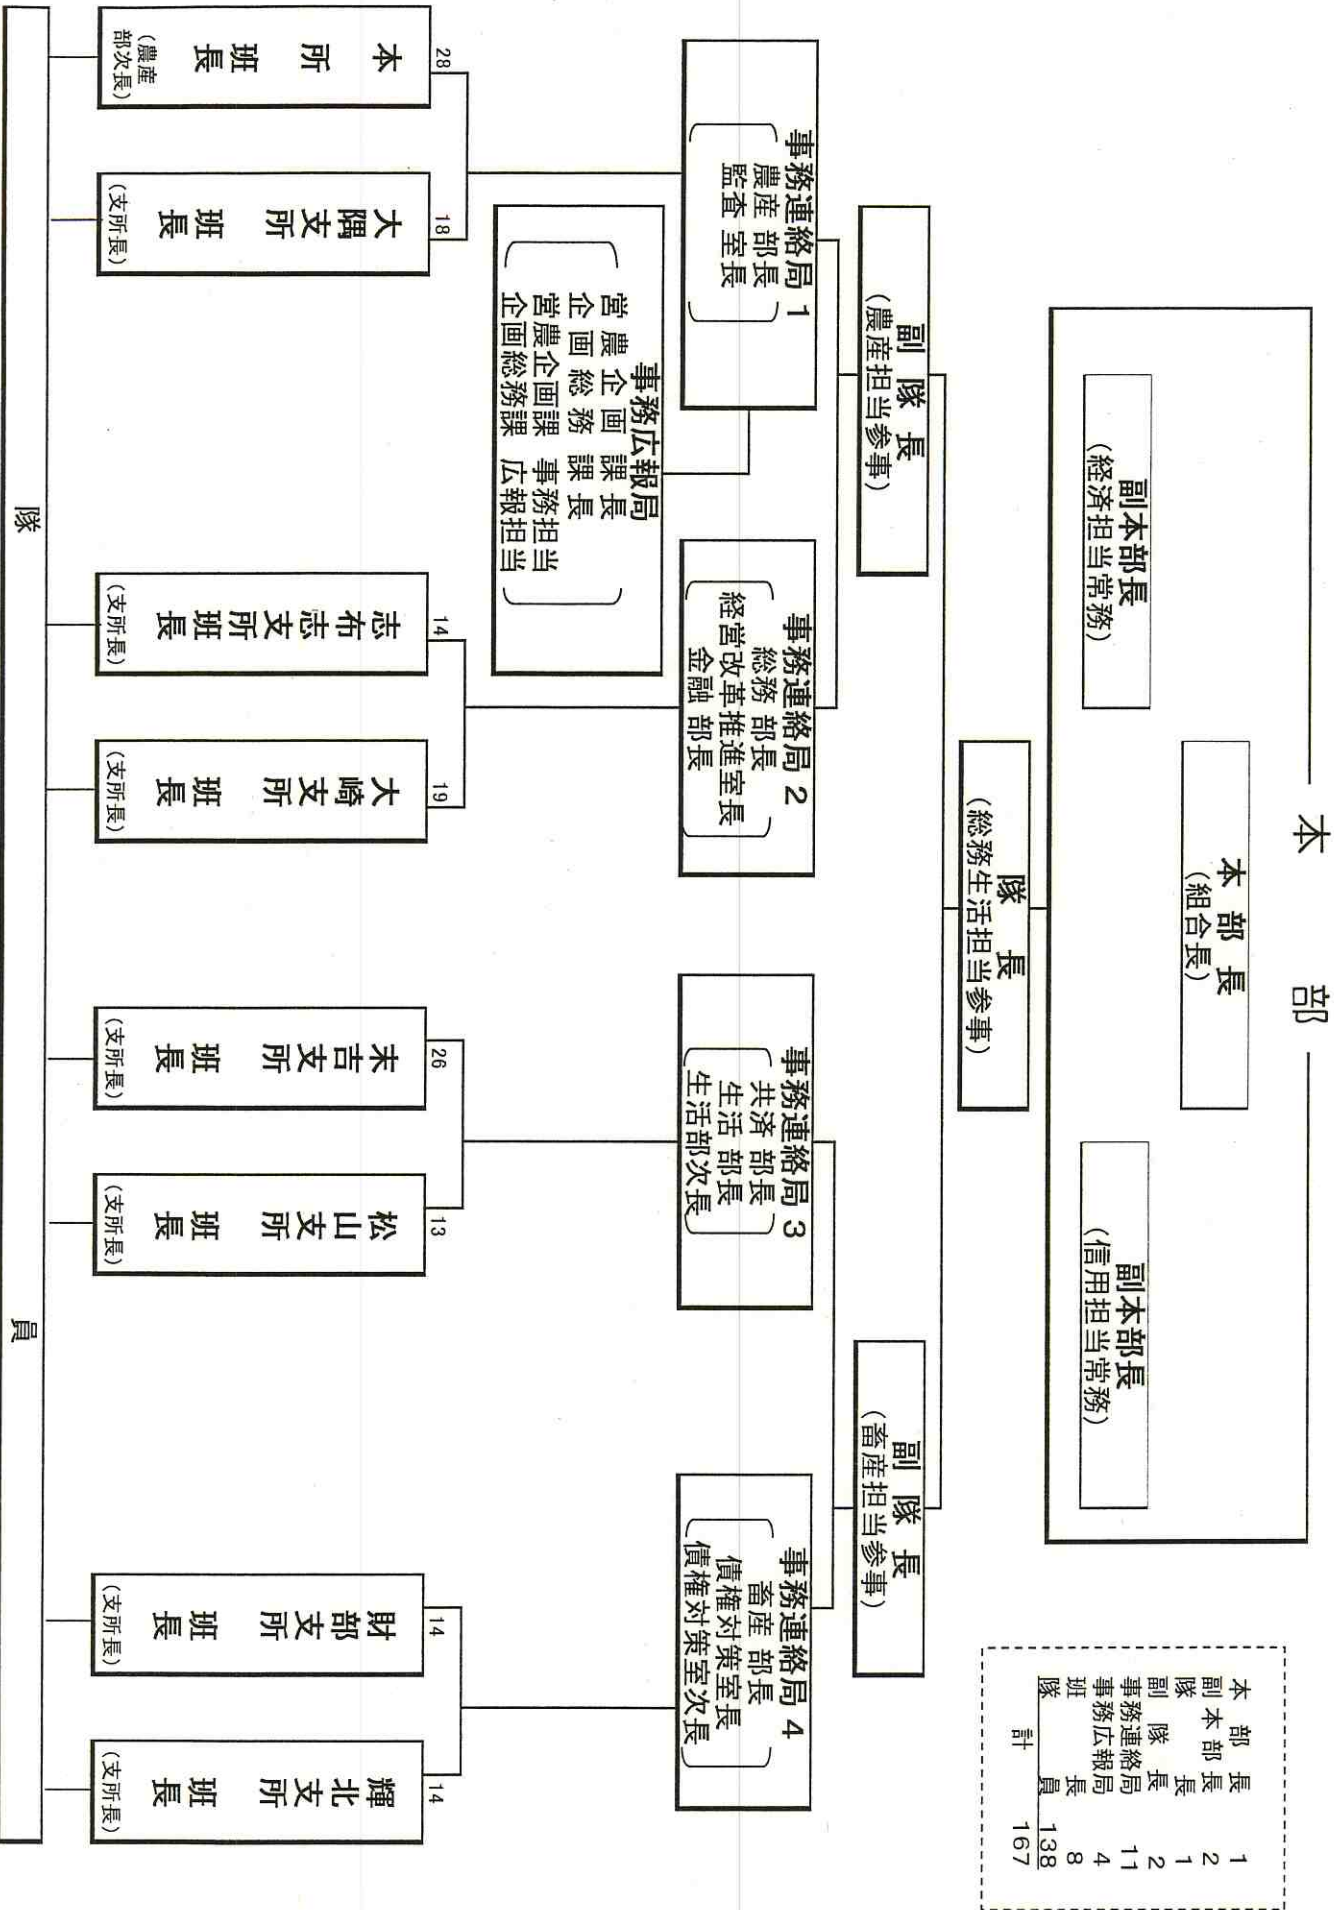 本部
本部長
(組合長)
副本部長
(経済担当常務)
副本部長
(信用担当常務)
隊長
(総務生活担当参事)
副隊長
(農産担当参事)
副隊長
(畜産担当参事)
事務連絡局 1
農産 部長
監査 室長
事務連絡局 2
総務 部長
経営改革推進室長
金融 部長
事務連絡局 3
共済 部長
生活 部長
生活部次長
事務連絡局 4
畜産 部長
債権対策室長
債権対策室次長
事務広報局
営農企画 課長
企画総務 課長
営農企画課 事務担当
企画総務課 広報担当
28
本所班長
(農産
部次長)
18
大隅支所班長
(支所長)
14
志布志支所班長
(支所長)
19
大崎支所班長
(支所長)
26
末吉支所班長
(支所長)
13
松山支所班長
(支所長)
14
財部支所班長
(支所長)
14
輝北支所班長
(支所長)
隊員
本部長 1
副本部長 2
隊長 1
副隊長 2
事務連絡局 11
事務広報局 4
班長 8
隊員 138
計 167